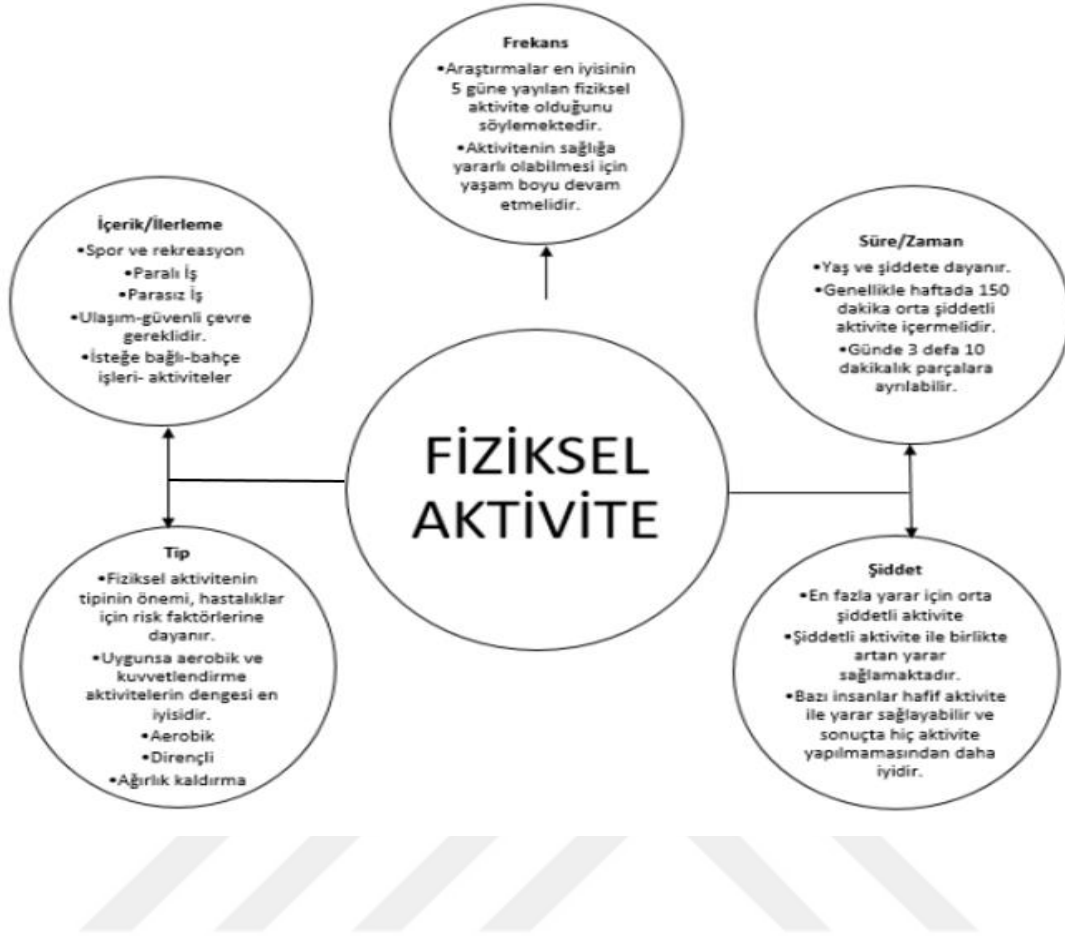 Frekans
•Araştırmalar en iyisinin
5 güne yayılan fiziksel
aktivite olduğunu
söylemektedir.
•Aktivitenin sağlığa
yararlı olabilmesi için
yaşam boyu devam
etmelidir.
İçerik/İlerleme
•Spor ve rekreasyon
•Paralı İş
•Parasız İş
•Ulaşım-güvenli çevre
gereklidir.
•İsteğe bağlı-bahçe
işleri- aktiviteler
Süre/Zaman
•Yaş ve şiddete dayanır.
•Genellikle haftada 150
dakika orta şiddetli
aktivite içermelidir.
•Günde 3 defa 10
dakikalık parçalara
ayrılabilir.
FİZİKSEL
AKTİVİTE
Tip
•Fiziksel aktivitenin
tipinin önemi, hastalıklar
için risk faktörlerine
dayanır.
•Uygunsa aerobik ve
kuvvetlendirme
aktivitelerin dengesi en
iyisidir.
•Aerobik
•Dirençli
•Ağırlık kaldırma
Şiddet
•En fazla yarar için orta
şiddetli aktivite
•Şiddetli aktivite ile birlikte
artan yarar
sağlamaktadır.
•Bazı insanlar hafif aktivite
ile yarar sağlayabilir ve
sonuçta hiç aktivite
yapılmamasından daha
iyidir.